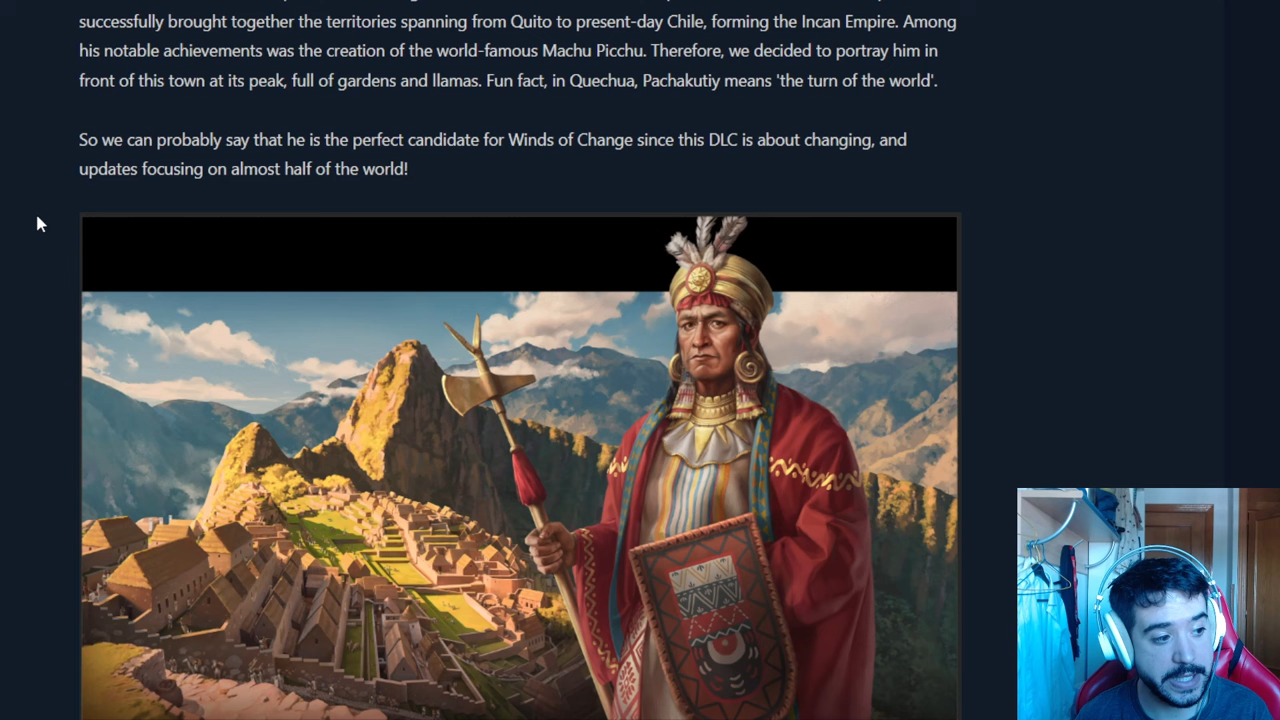 successfully brought together the territories spanning from Quito to present-day Chile, forming the Incan Empire. Among
his notable achievements was the creation of the world-famous Machu Picchu. Therefore, we decided to portray him in
front of this town at its peak, full of gardens and llamas. Fun fact, in Quechua, Pachakutiy means 'the turn of the world'.
So we can probably say that he is the perfect candidate for Winds of Change since this DLC is about changing, and
updates focusing on almost half of the world!